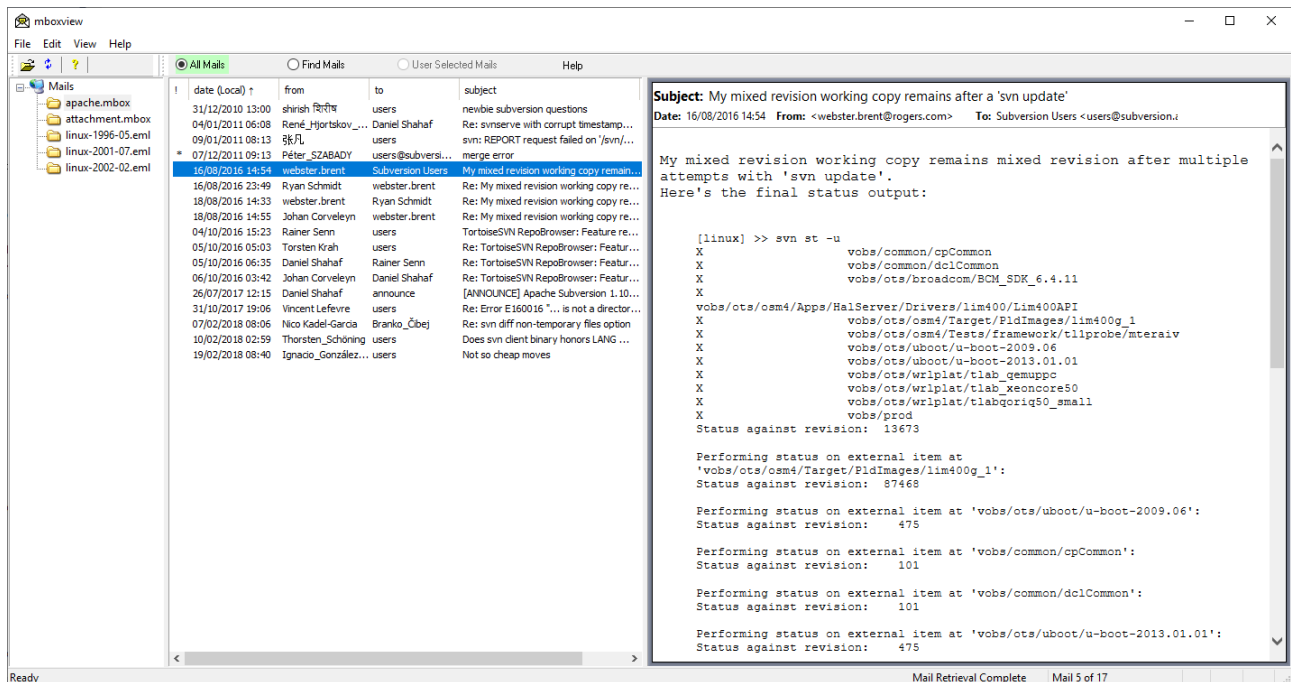 mboxview
File Edit View Help
? All Mails Find Mails User Selected Mails Help
Mails
apache.mbox
attachment.mbox
linux-1996-05.eml
linux-2001-07.eml
linux-2002-02.eml
! date (Local) ↑ from to subject
31/12/2010 13:00 shirish शिरीष users newbie subversion questions
04/01/2011 06:08 René_Hjortskov_... Daniel Shahaf Re: svnserve with corrupt timestamp...
09/01/2011 08:13 张凡 users svn: REPORT request failed on '/svn/...
* 07/12/2011 09:13 Péter_SZABADY users@subversi... merge error
16/08/2016 14:54 webster.brent Subversion Users My mixed revision working copy remain...
16/08/2016 23:49 Ryan Schmidt webster.brent Re: My mixed revision working copy re...
18/08/2016 14:33 webster.brent Ryan Schmidt Re: My mixed revision working copy re...
18/08/2016 14:55 Johan Corveleyn webster.brent Re: My mixed revision working copy re...
04/10/2016 15:23 Rainer Senn users TortoiseSVN RepoBrowser: Feature re...
05/10/2016 05:03 Torsten Krah users Re: TortoiseSVN RepoBrowser: Featur...
05/10/2016 06:35 Daniel Shahaf Rainer Senn Re: TortoiseSVN RepoBrowser: Featur...
06/10/2016 03:42 Johan Corveleyn Daniel Shahaf Re: TortoiseSVN RepoBrowser: Featur...
26/07/2017 12:15 Daniel Shahaf announce [ANNOUNCE] Apache Subversion 1.10...
31/10/2017 19:06 Vincent Lefevre users Re: Error E160016 "... is not a director...
07/02/2018 08:06 Nico Kadel-Garcia Branko_Čibej Re: svn diff non-temporary files option
10/02/2018 02:59 Thorsten_Schöning users Does svn client binary honors LANG ...
19/02/2018 08:40 Ignacio_González... users Not so cheap moves
Subject: My mixed revision working copy remains after a 'svn update'
Date: 16/08/2016 14:54 From: <webster.brent@rogers.com> To: Subversion Users <users@subversion.a
My mixed revision working copy remains mixed revision after multiple
attempts with 'svn update'.
Here's the final status output:
[linux] >> svn st -u
X vobs/common/cpCommon
X vobs/common/dclCommon
X vobs/ots/broadcom/BCM_SDK_6.4.11
X
vobs/ots/osm4/Apps/HalServer/Drivers/lim400/Lim400API
X vobs/ots/osm4/Target/PldImages/lim400g_1
X vobs/ots/osm4/Tests/framework/tl1probe/mteraiv
X vobs/ots/uboot/u-boot-2009.06
X vobs/ots/uboot/u-boot-2013.01.01
X vobs/ots/wrlplat/tlab_qemuppc
X vobs/ots/wrlplat/tlab_xeoncore50
X vobs/ots/wrlplat/tlabqoriq50_small
X vobs/prod
Status against revision: 13673
Performing status on external item at
'vobs/ots/osm4/Target/PldImages/lim400g_1':
Status against revision: 87468
Performing status on external item at 'vobs/ots/uboot/u-boot-2009.06':
Status against revision: 475
Performing status on external item at 'vobs/common/cpCommon':
Status against revision: 101
Performing status on external item at 'vobs/common/dclCommon':
Status against revision: 101
Performing status on external item at 'vobs/ots/uboot/u-boot-2013.01.01':
Status against revision: 475
Ready Mail Retrieval Complete Mail 5 of 17